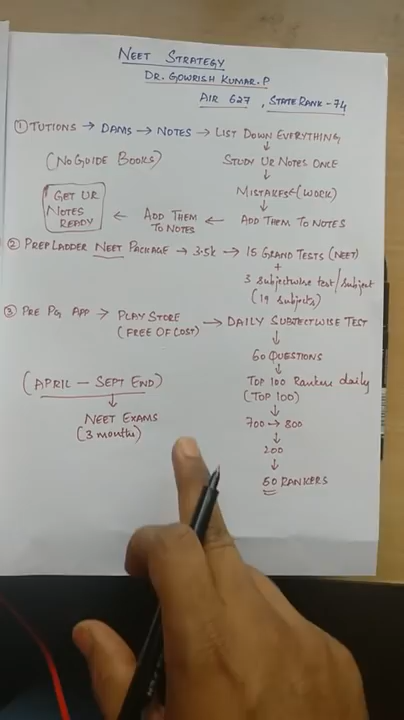 NEET STRATEGY
DR. GOWRISH KUMAR. P
AIR 627, STATE RANK - 74
① TUTIONS → DAMS → NOTES → LIST DOWN EVERYTHING
(NO GUIDE BOOKS) ↓
STUDY UR NOTES ONCE
↓
MISTAKES (WORK)
↓
GET UR NOTES READY ← ADD THEM TO NOTES ← ADD THEM TO NOTES
② PREPLADDER NEET PACKAGE → 3.5k → 15 GRAND TESTS (NEET)
+
3 subjectwise test/subject
(19 subjects)
③ PRE PG APP → PLAY STORE (FREE OF COST) → DAILY SUBJECTWISE TEST
↓
60 QUESTIONS
↓
(APRIL - SEPT END) TOP 100 Rankers daily
↓ (TOP 100)
NEET EXAMS ↓
(3 months) 700 → 800
↓
200
↓
50 RANKERS